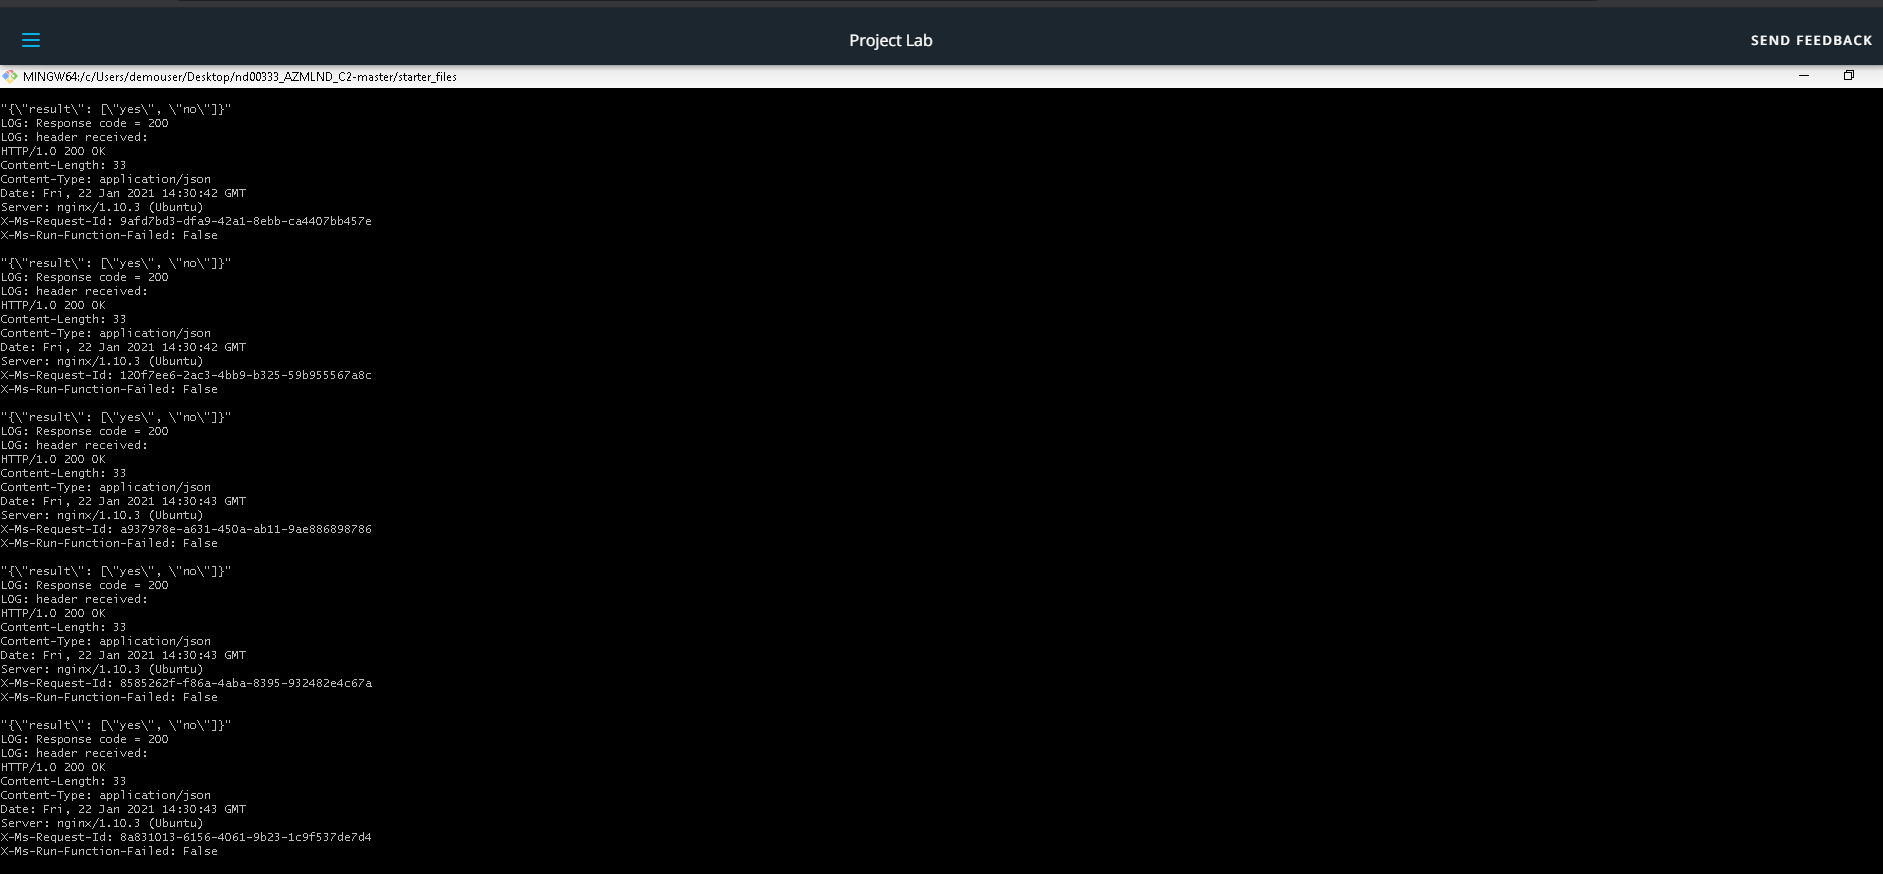 Project Lab
SEND FEEDBACK
MINGW64:/c/Users/demouser/Desktop/nd00333_AZMLND_C2-master/starter_files
"{\"result\": [\"yes\", \"no\"]}"
LOG: Response code = 200
LOG: header received:
HTTP/1.0 200 OK
Content-Length: 33
Content-Type: application/json
Date: Fri, 22 Jan 2021 14:30:42 GMT
Server: nginx/1.10.3 (Ubuntu)
X-Ms-Request-Id: 9afd7bd3-dfa9-42a1-8ebb-ca4407bb457e
X-Ms-Run-Function-Failed: False
"{\"result\": [\"yes\", \"no\"]}"
LOG: Response code = 200
LOG: header received:
HTTP/1.0 200 OK
Content-Length: 33
Content-Type: application/json
Date: Fri, 22 Jan 2021 14:30:42 GMT
Server: nginx/1.10.3 (Ubuntu)
X-Ms-Request-Id: 120f7ee6-2ac3-4bb9-b325-59b955567a8c
X-Ms-Run-Function-Failed: False
"{\"result\": [\"yes\", \"no\"]}"
LOG: Response code = 200
LOG: header received:
HTTP/1.0 200 OK
Content-Length: 33
Content-Type: application/json
Date: Fri, 22 Jan 2021 14:30:43 GMT
Server: nginx/1.10.3 (Ubuntu)
X-Ms-Request-Id: a937978e-a631-450a-ab11-9ae886898786
X-Ms-Run-Function-Failed: False
"{\"result\": [\"yes\", \"no\"]}"
LOG: Response code = 200
LOG: header received:
HTTP/1.0 200 OK
Content-Length: 33
Content-Type: application/json
Date: Fri, 22 Jan 2021 14:30:43 GMT
Server: nginx/1.10.3 (Ubuntu)
X-Ms-Request-Id: 8585262f-f86a-4aba-8395-932482e4c67a
X-Ms-Run-Function-Failed: False
"{\"result\": [\"yes\", \"no\"]}"
LOG: Response code = 200
LOG: header received:
HTTP/1.0 200 OK
Content-Length: 33
Content-Type: application/json
Date: Fri, 22 Jan 2021 14:30:43 GMT
Server: nginx/1.10.3 (Ubuntu)
X-Ms-Request-Id: 8a831013-6156-4061-9b23-1c9f537de7d4
X-Ms-Run-Function-Failed: False